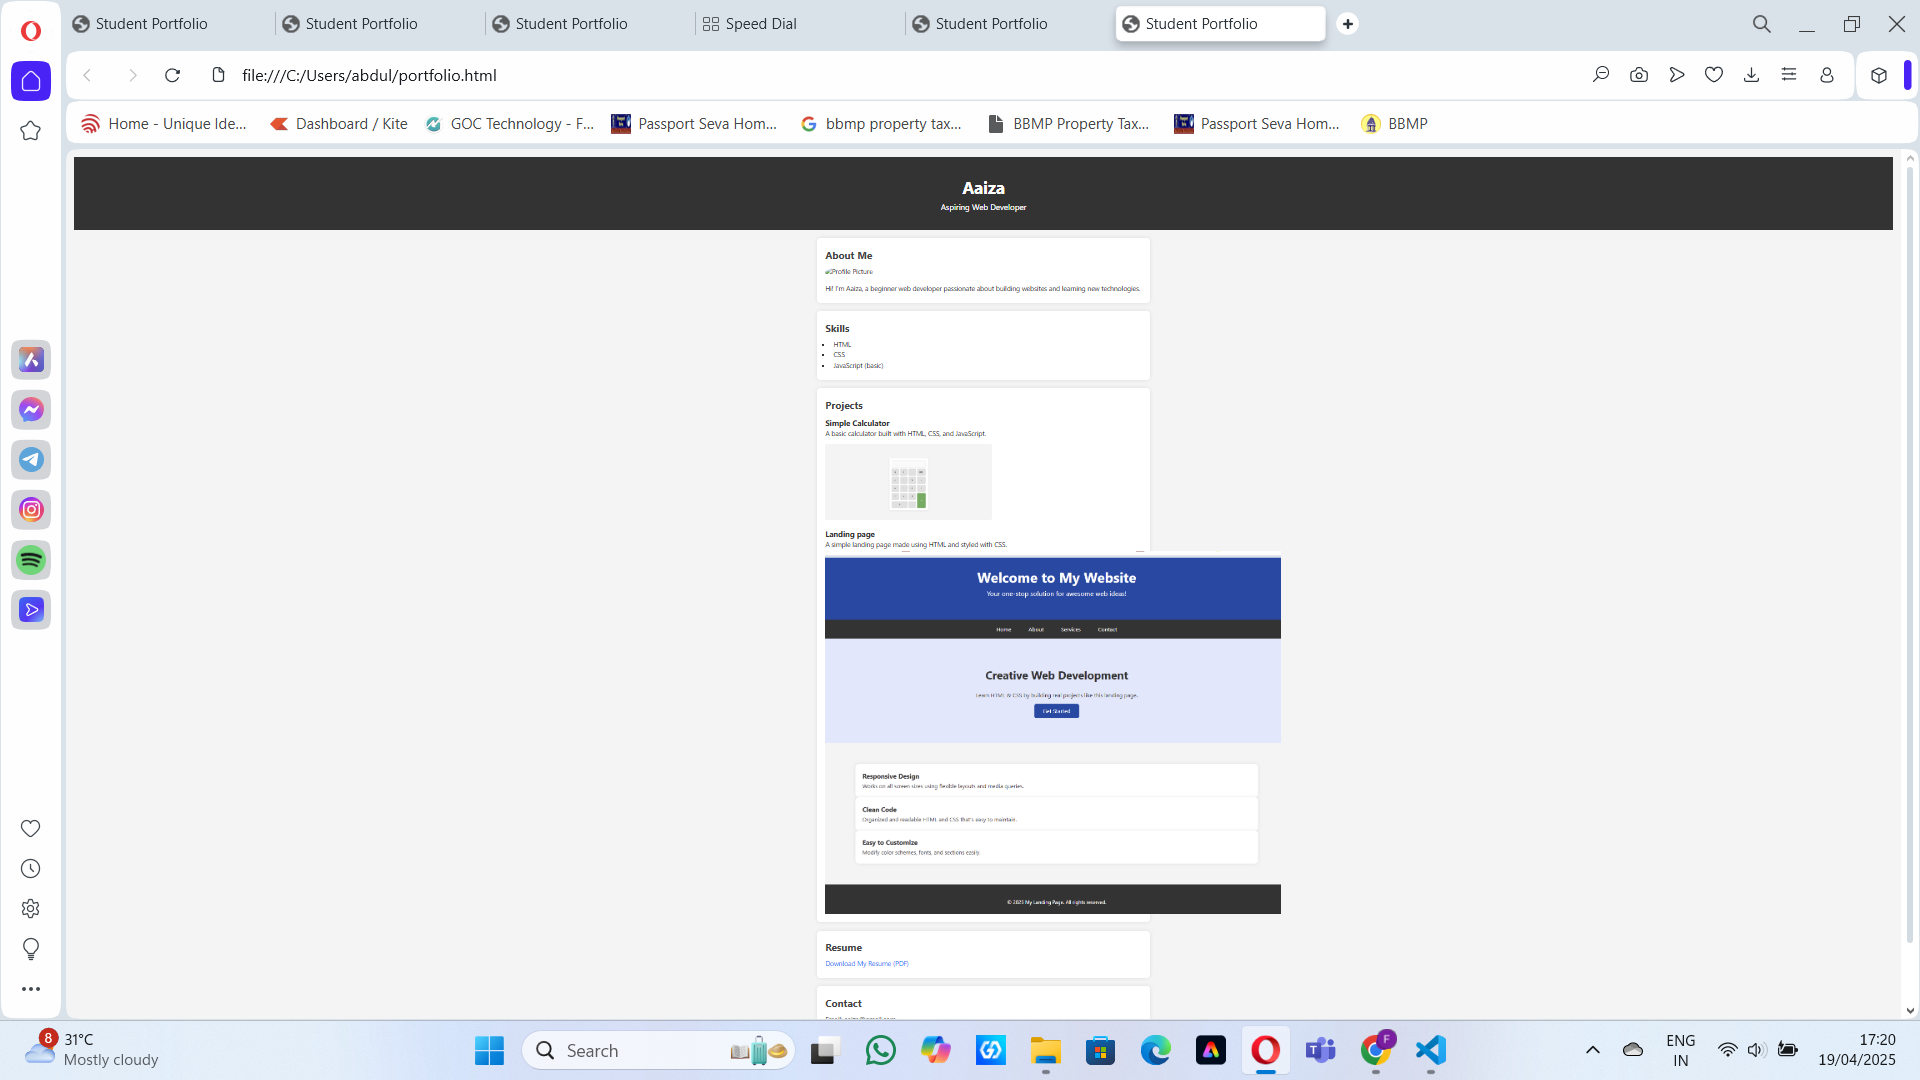 Student Portfolio
Student Portfolio
Student Portfolio
Speed Dial
Student Portfolio
Student Portfolio
file:///C:/Users/abdul/portfolio.html
Home - Unique Ide...
Dashboard / Kite
GOC Technology - F...
Passport Seva Hom...
bbmp property tax...
BBMP Property Tax...
Passport Seva Hom...
BBMP
Aaiza
Aspiring Web Developer
About Me
Profile Picture
Hi! I'm Aaiza, a beginner web developer passionate about building websites and learning new technologies.
Skills
HTML
CSS
JavaScript (basic)
Projects
Simple Calculator
A basic calculator built with HTML, CSS, and JavaScript.
Landing page
A simple landing page made using HTML and styled with CSS.
Welcome to My Website
Your one-stop solution for awesome web ideas!
Home About Services Contact
Creative Web Development
Learn HTML & CSS by building real projects like this landing page.
Get Started
Responsive Design
Works on all screen sizes using flexible layouts and media queries.
Clean Code
Organized and readable HTML and CSS that's easy to maintain.
Easy to Customize
Modify color schemes, fonts, and sections easily.
© 2025 My Landing Page. All rights reserved.
Resume
Download My Resume (PDF)
Contact
8
31°C
Mostly cloudy
Search
F
ENG
IN
17:20
19/04/2025